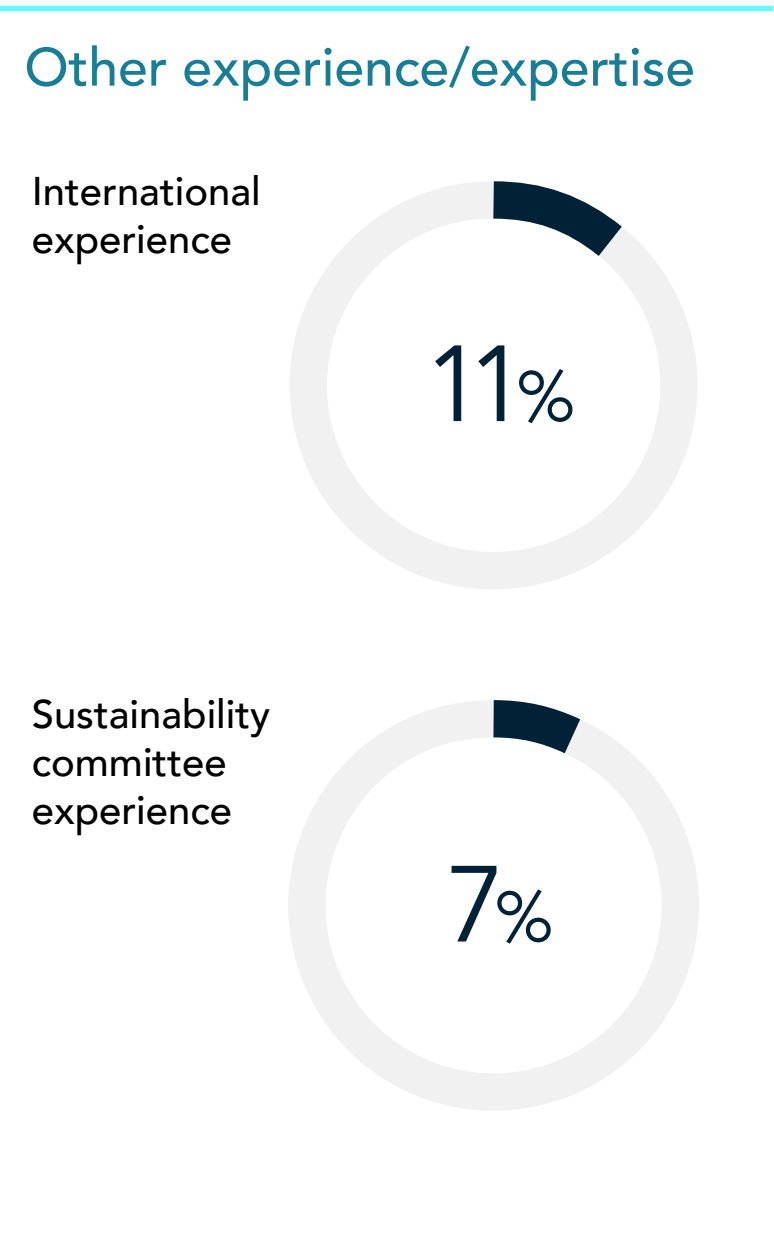 Other experience/expertise
International
experience
11%
Sustainability
committee
experience
7%